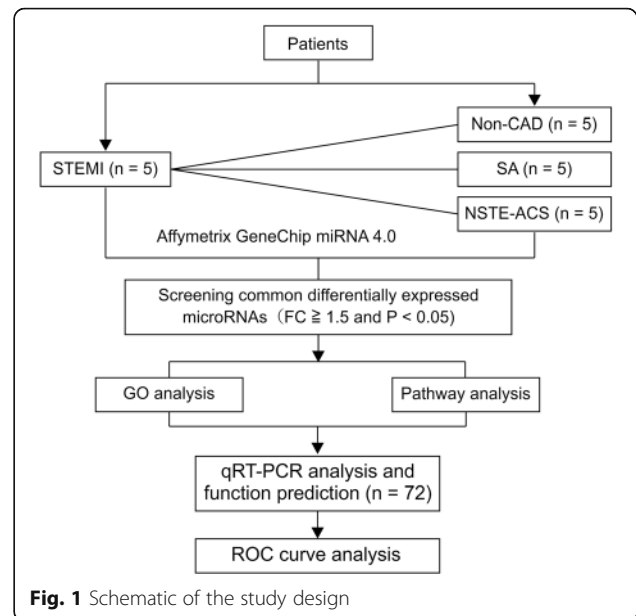 Patients
Non-CAD (n = 5)
STEMI (n = 5)
SA (n = 5)
NSTE-ACS (n = 5)
Affymetrix GeneChip miRNA 4.0
Screening common differentially expressed
microRNAs（FC ≧ 1.5 and P < 0.05)
GO analysis
Pathway analysis
qRT-PCR analysis and
function prediction (n = 72)
ROC curve analysis
Fig. 1 Schematic of the study design